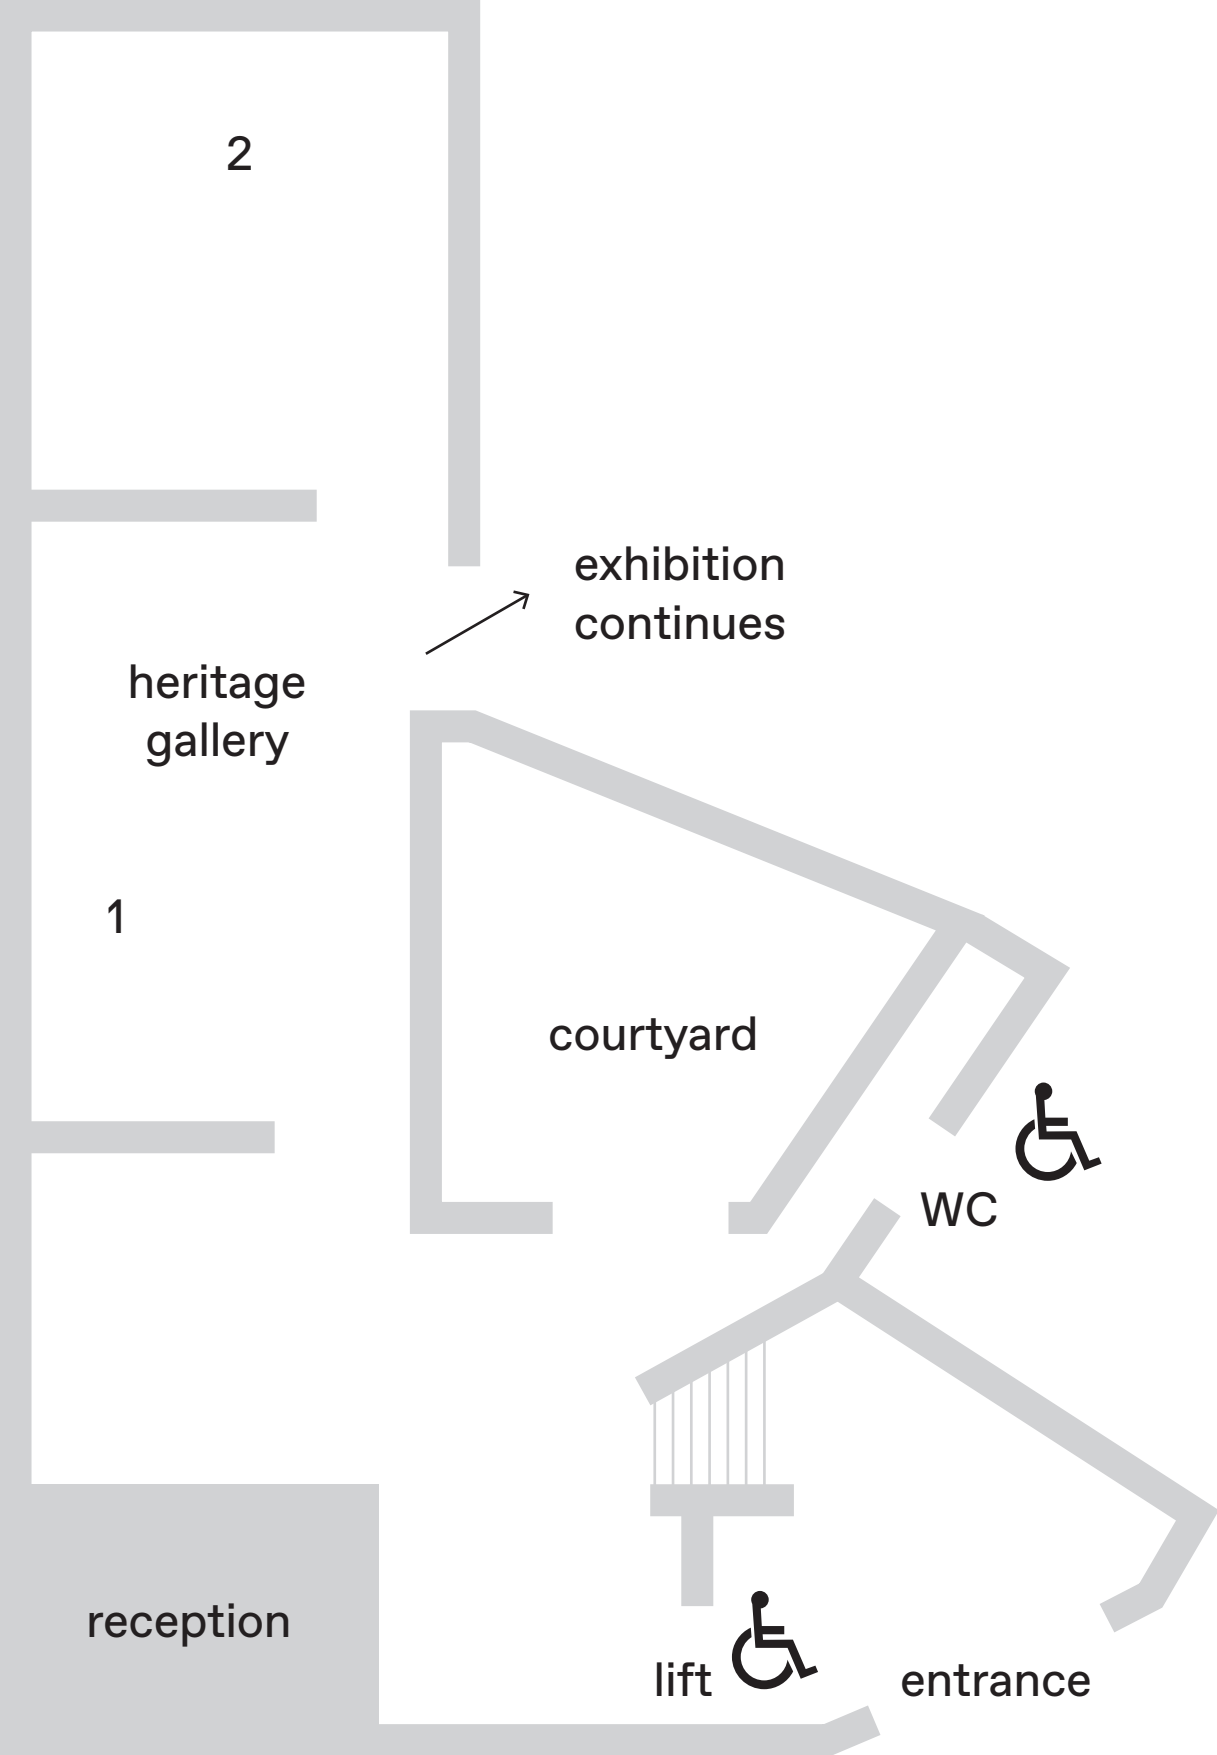 2
exhibition
continues
heritage
gallery
1
courtyard
WC
reception
lift
entrance